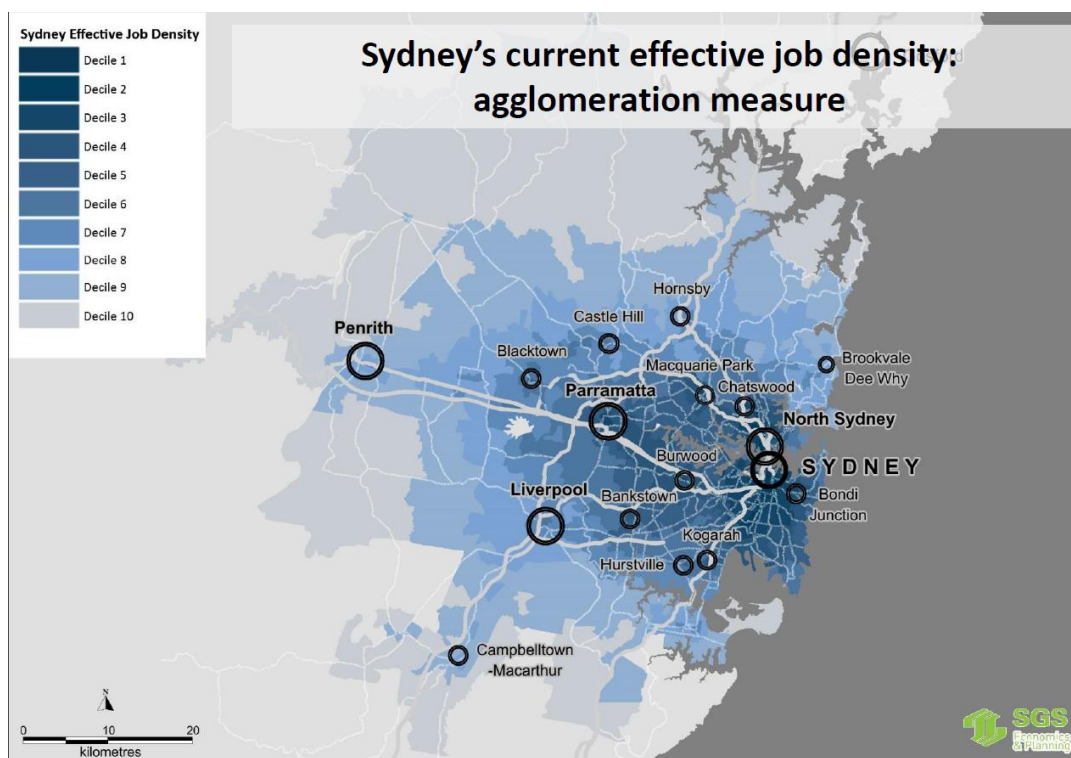 Sydney Effective Job Density
Decile 1
Decile 2
Decile 3
Decile 4
Decile 5
Decile 6
Decile 7
Decile 8
Decile 9
Decile 10
Sydney's current effective job density:
agglomeration measure
Hornsby
Castle Hill
Penrith
Blacktown
Macquarie Park
Chatswood
Brookvale
Dee Why
Parramatta
North Sydney
Burwood
SYDNEY
Liverpool
Bankstown
Bondi
Junction
Kogarah
Hurstville
Campbelltown
-Macarthur
N
0 10 20
kilometres
SGS
Economics
& Planning